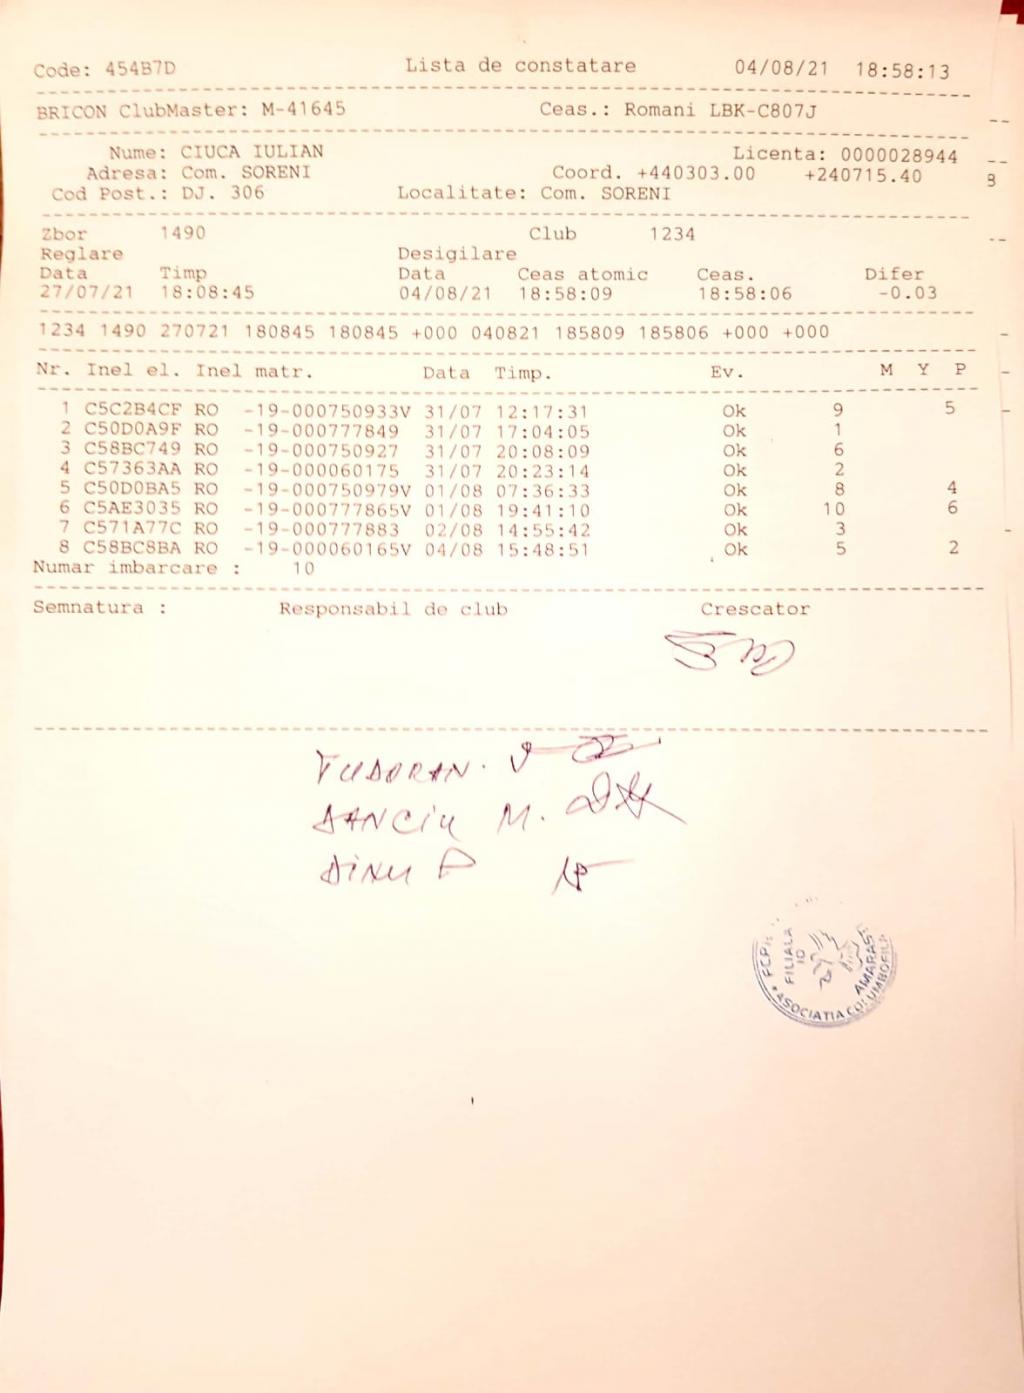 Code: 454B7D Lista de constatare 04/08/21 18:58:13
BRICON ClubMaster: M-41645 Ceas.: Romani LBK-C807J
Nume: CIUCA IULIAN Licenta: 0000028944
Adresa: Com. SORENI Coord. +440303.00 +240715.40
Cod Post.: DJ. 306 Localitate: Com. SORENI
Zbor 1490 Club 1234
Reglare Desigilare
Data Timp Data Ceas atomic Ceas. Difer
27/07/21 18:08:45 04/08/21 18:58:09 18:58:06 -0.03
1234 1490 270721 180845 180845 +000 040821 185809 185806 +000 +000
Nr. Inel el. Inel matr. Data Timp. Ev. M Y P
1 C5C2B4CF RO -19-000750933V 31/07 12:17:31 Ok 9 5
2 C50D0A9F RO -19-000777849 31/07 17:04:05 Ok 1
3 C58BC749 RO -19-000750927 31/07 20:08:09 Ok 6
4 C57363AA RO -19-000060175 31/07 20:23:14 Ok 2
5 C50D0BA5 RO -19-000750979V 01/08 07:36:33 Ok 8 4
6 C5AE3035 RO -19-000777865V 01/08 19:41:10 Ok 10 6
7 C571A77C RO -19-000777883 02/08 14:55:42 Ok 3
8 C58BC8BA RO -19-000060165V 04/08 15:48:51 Ok 5 2
Numar imbarcare : 10
Semnatura : Responsabil de club Crescator
TUDORAN.
DANCIU M.
DINU P
FILIALA
ASOCIATIA COLUMBOFILA